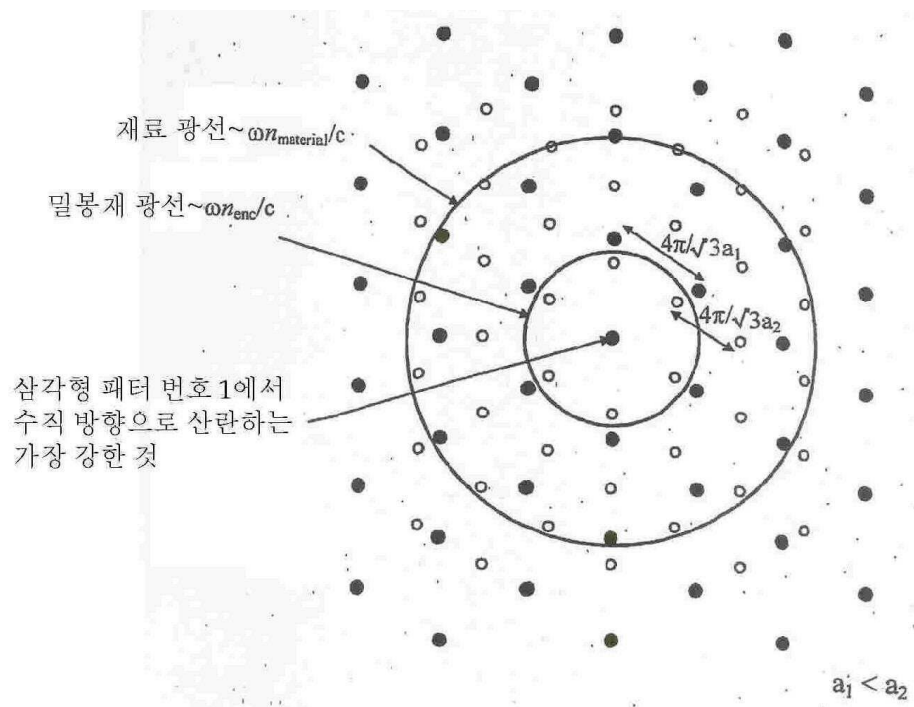 재료 광선~ωn_material/c
밀봉재 광선~ωn_enc/c
4π/√3a₁
4π/√3a₂
삼각형 패터 번호 1에서
수직 방향으로 산란하는
가장 강한 것
a₁ < a₂